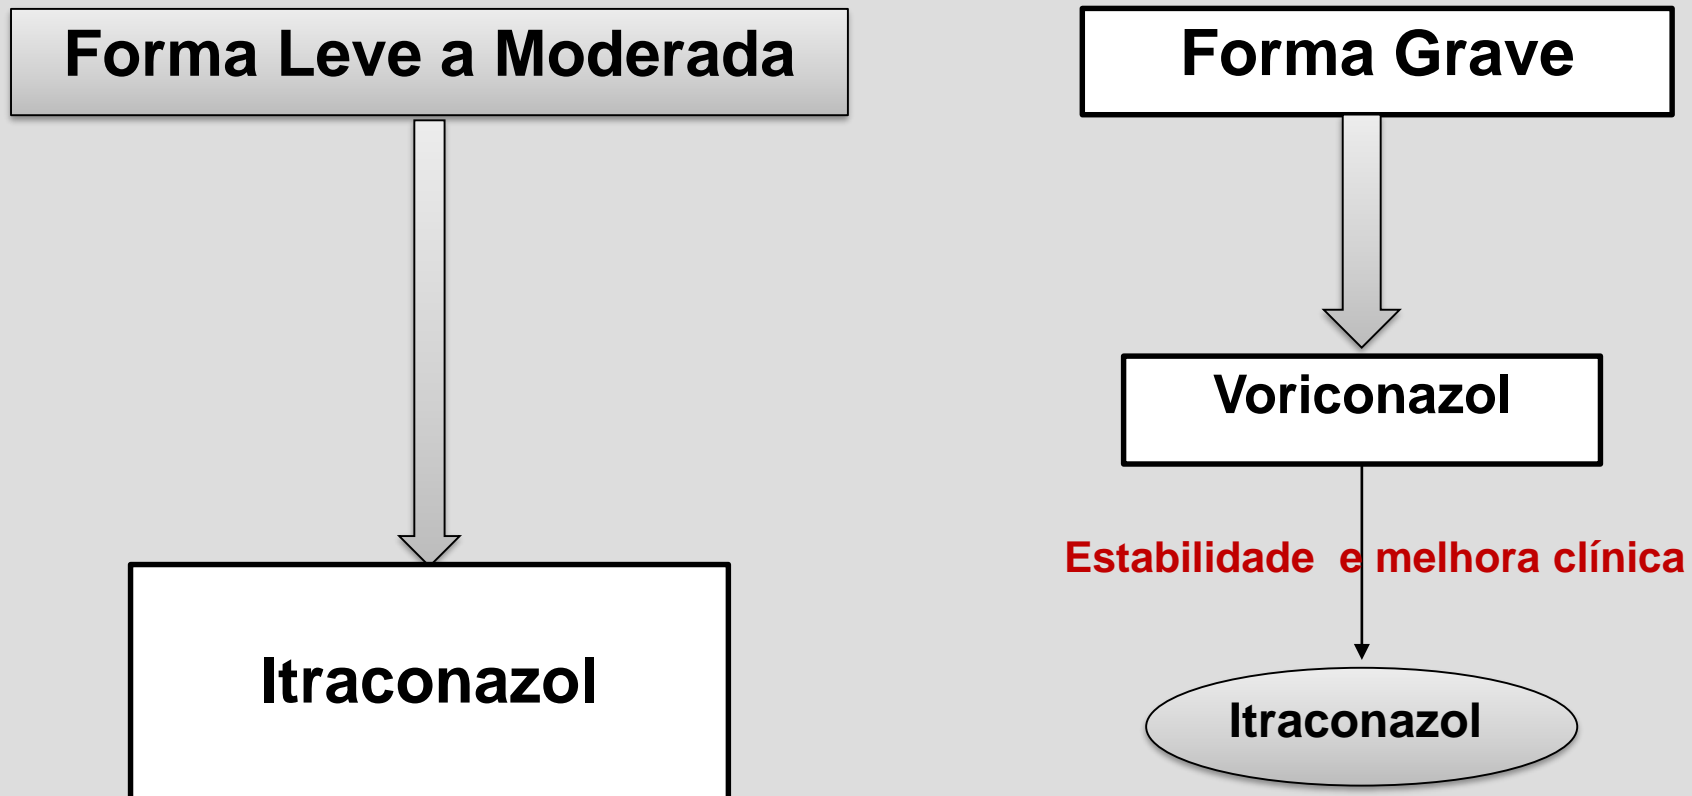 Forma Leve a Moderada
Itraconazol
Forma Grave
Voriconazol
Estabilidade e melhora clínica
Itraconazol